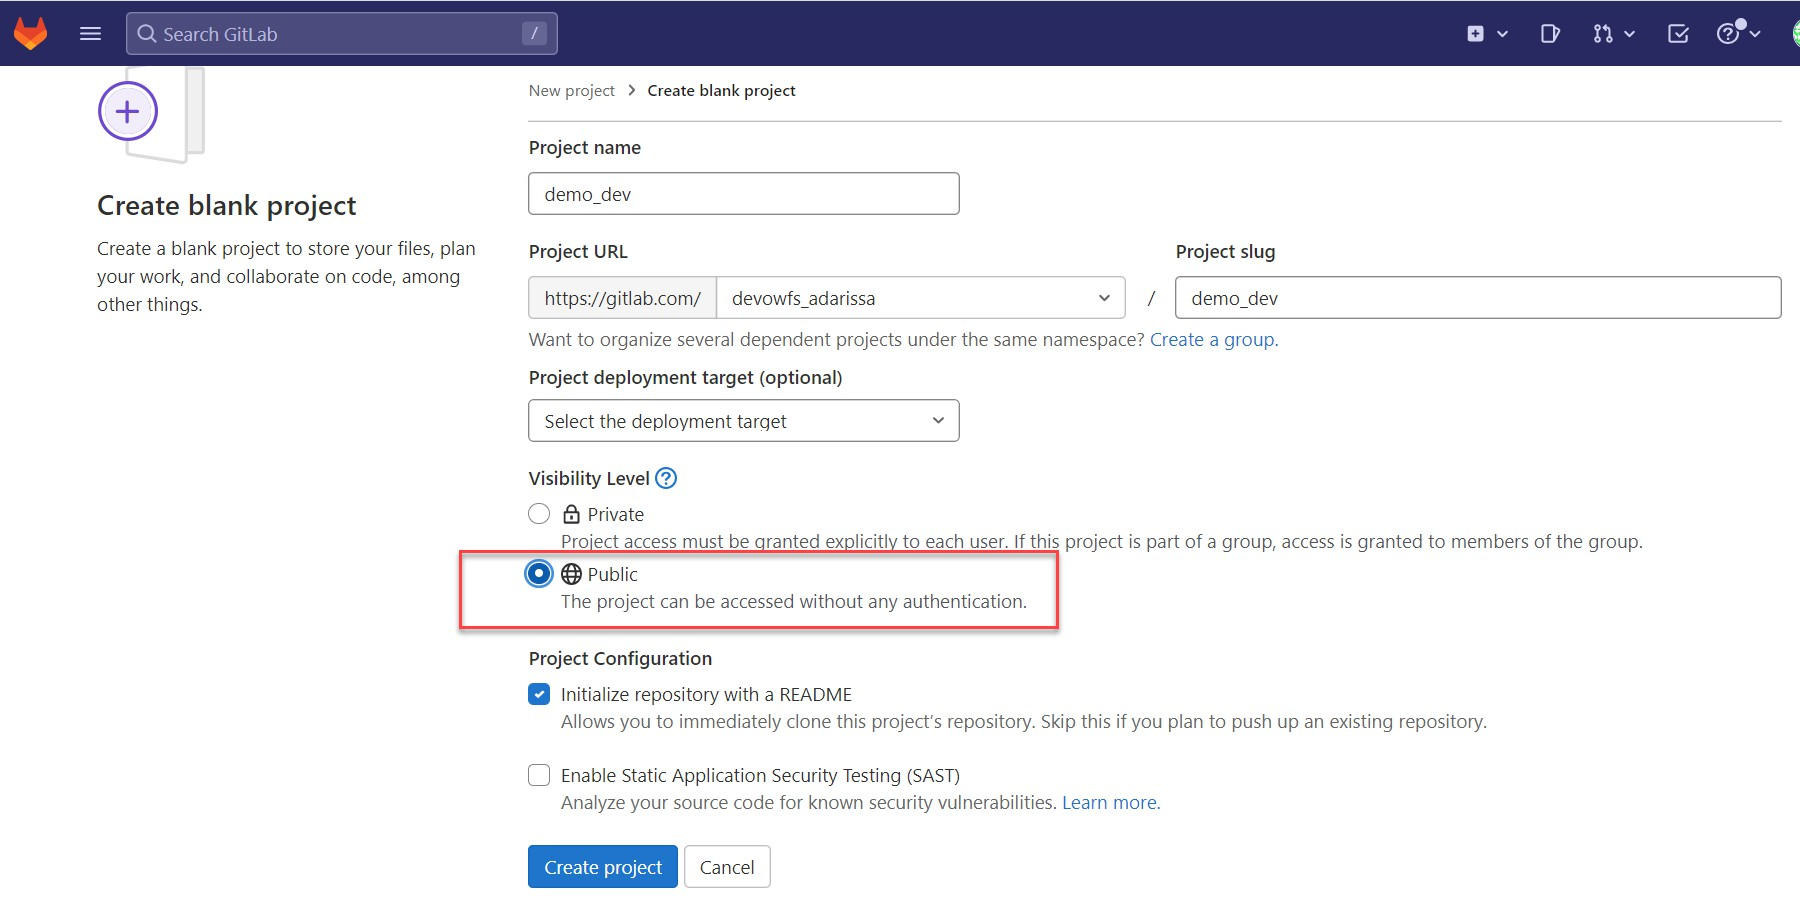 Search GitLab /
New project > Create blank project
Create blank project
Create a blank project to store your files, plan
your work, and collaborate on code, among
other things.
Project name
demo_dev
Project URL
Project slug
https://gitlab.com/ devowfs_adarissa / demo_dev
Want to organize several dependent projects under the same namespace? Create a group.
Project deployment target (optional)
Select the deployment target
Visibility Level ?
Private
Project access must be granted explicitly to each user. If this project is part of a group, access is granted to members of the group.
Public
The project can be accessed without any authentication.
Project Configuration
Initialize repository with a README
Allows you to immediately clone this project's repository. Skip this if you plan to push up an existing repository.
Enable Static Application Security Testing (SAST)
Analyze your source code for known security vulnerabilities. Learn more.
Create project
Cancel